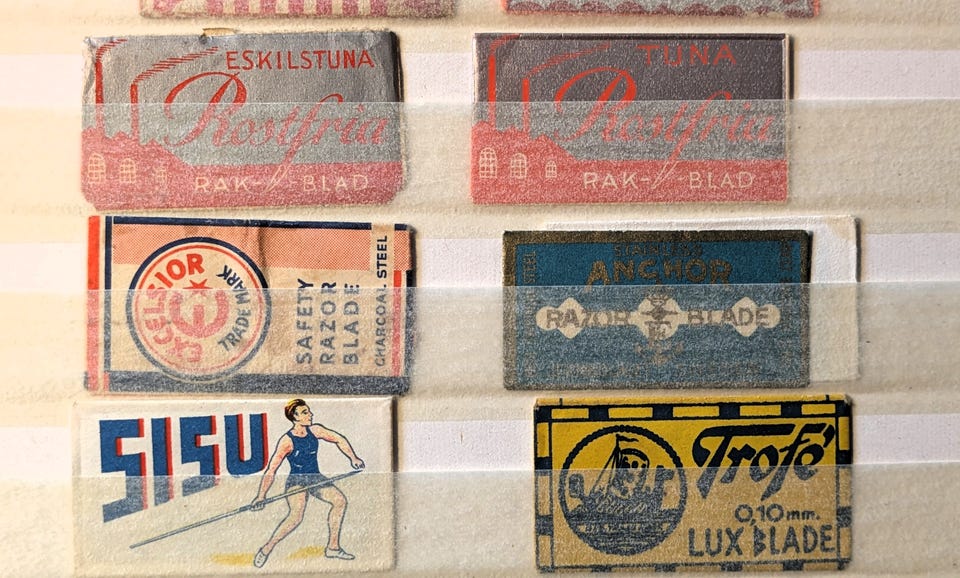 ESKILSTUNA
Rostfria
RAK- -BLAD
TUNA
Rostfria
RAK- -BLAD
EXCELSIOR
TRADE MARK
SAFETY
RAZOR
BLADE
CHARCOAL STEEL
ANCHOR
RAZOR BLADE
SISU
Trofé
0,10 mm.
LUX BLADE